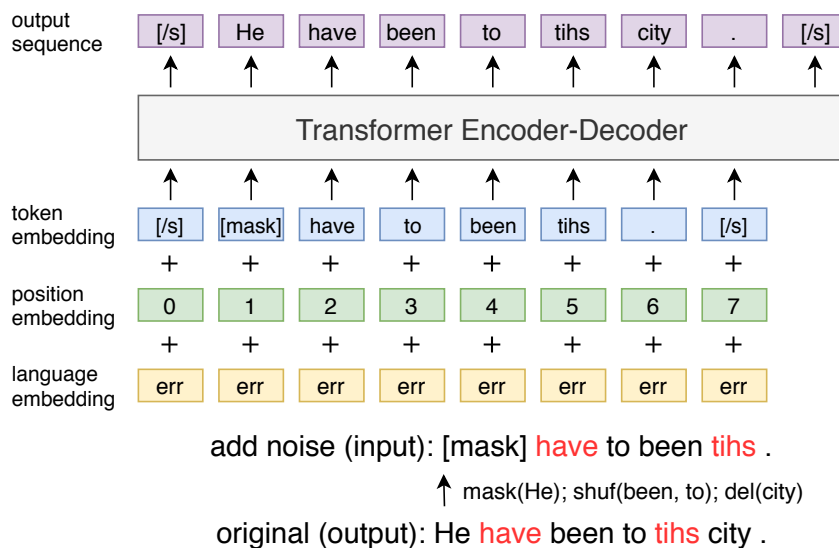 output sequence [/s] He have been to tihs city . [/s]
Transformer Encoder-Decoder
token embedding [/s] [mask] have to been tihs . [/s]
+ + + + + + + +
position embedding 0 1 2 3 4 5 6 7
+ + + + + + + +
language embedding err err err err err err err err
add noise (input): [mask] have to been tihs .
mask(He); shuf(been, to); del(city)
original (output): He have been to tihs city .